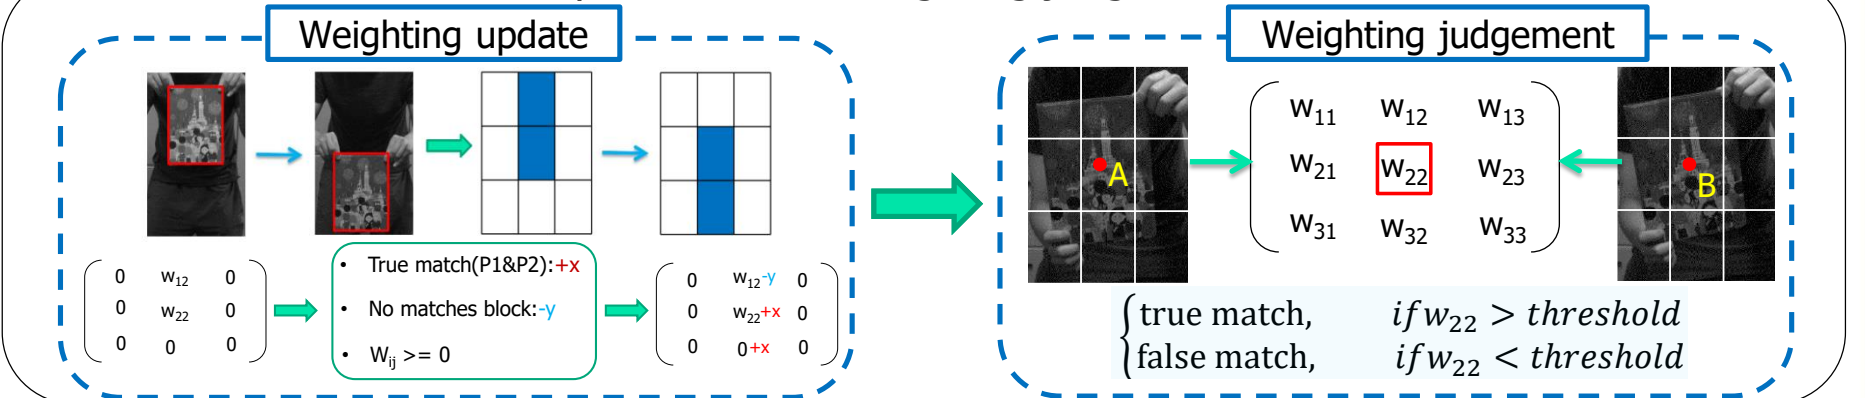 Weighting update
0 w12 0
0 w22 0
0 0 0
• True match(P1&P2):+x
• No matches block:-y
• Wij >= 0
0 w12-y 0
0 w22+x 0
0 0+x 0
Weighting judgement
A
w11 w12 w13
w21 w22 w23
w31 w32 w33
B
true match, if w22 > threshold
false match, if w22 < threshold